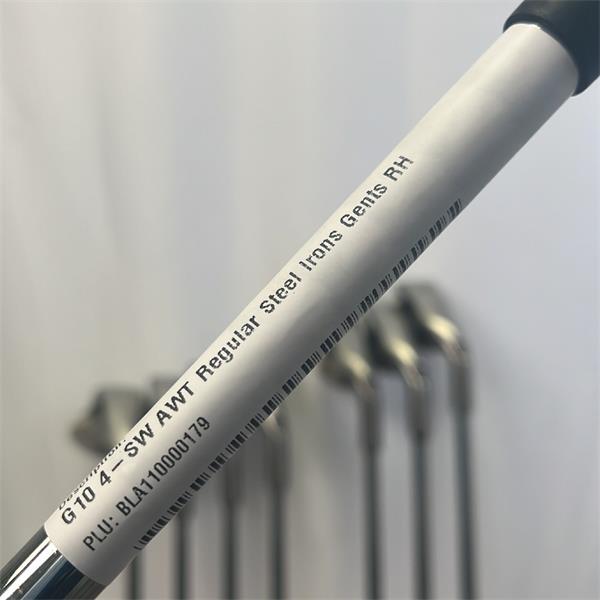 G10 4-SW AWT Regular Steel Irons Gents RH
PLU: BLA110000179